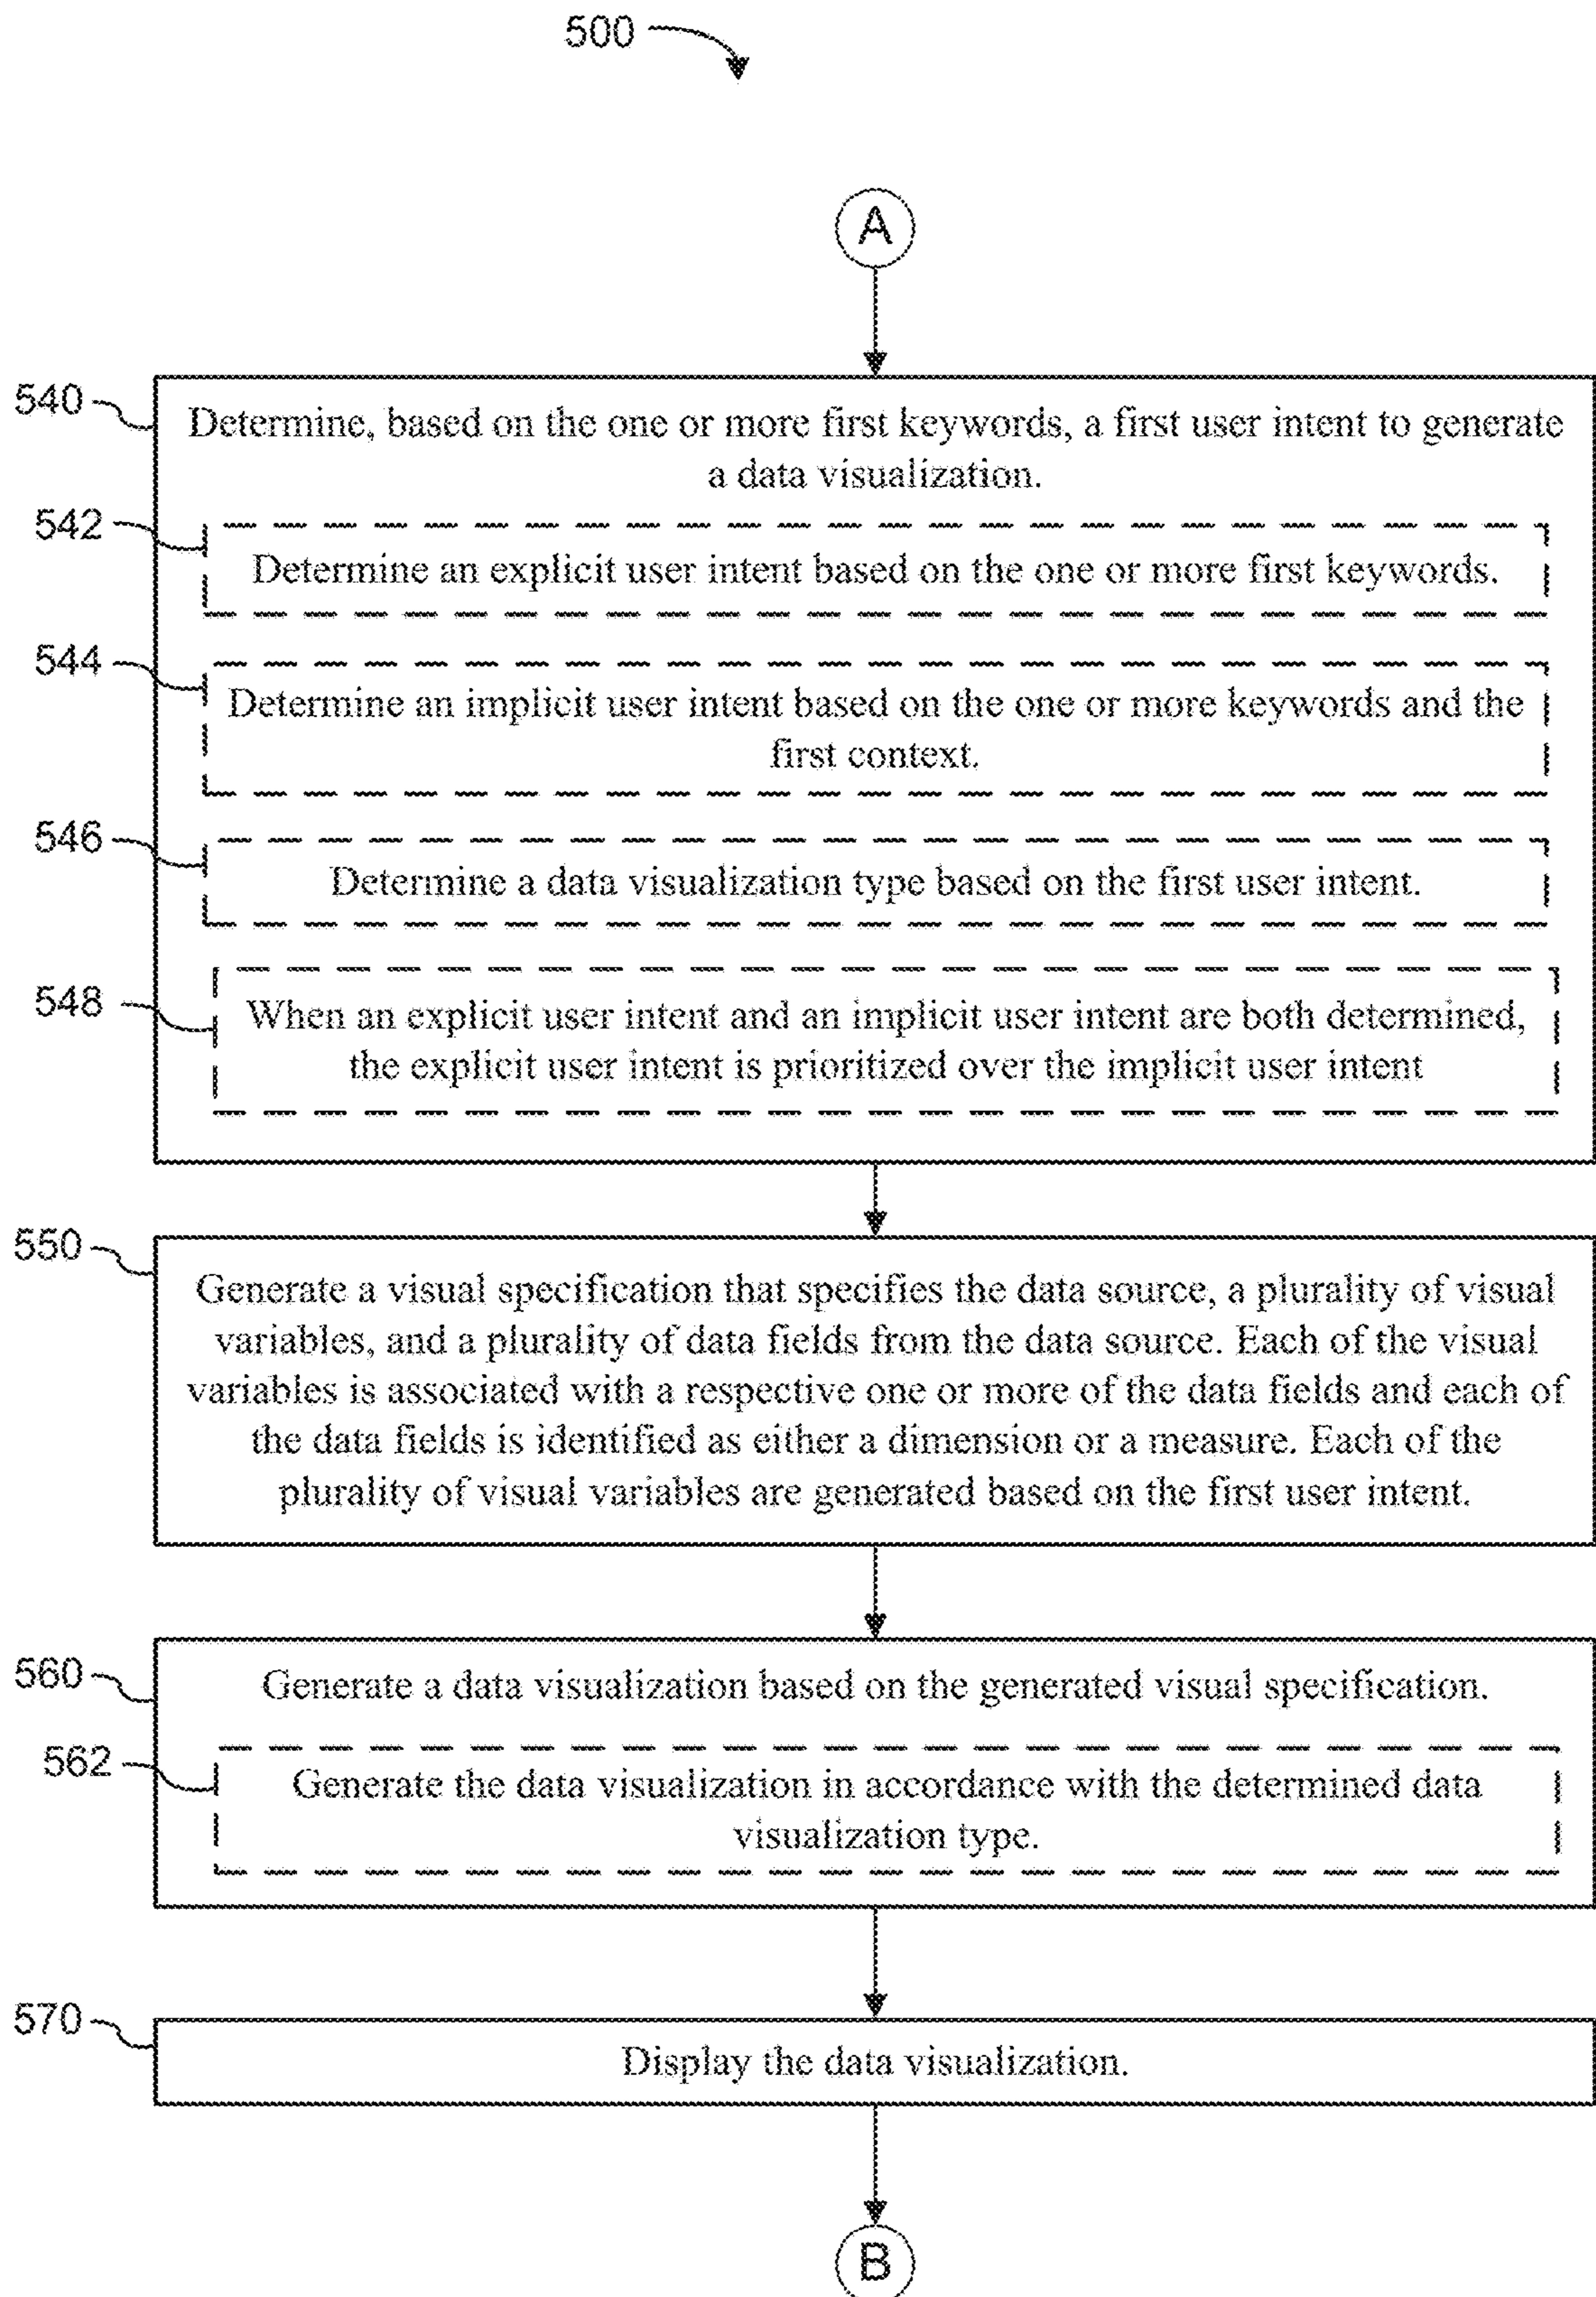 500
A
540
Determine, based on the one or more first keywords, a first user intent to generate
a data visualization.
542
Determine an explicit user intent based on the one or more first keywords.
544
Determine an implicit user intent based on the one or more keywords and the
first context.
546
Determine a data visualization type based on the first user intent.
548
When an explicit user intent and an implicit user intent are both determined,
the explicit user intent is prioritized over the implicit user intent
550
Generate a visual specification that specifies the data source, a plurality of visual
variables, and a plurality of data fields from the data source. Each of the visual
variables is associated with a respective one or more of the data fields and each of
the data fields is identified as either a dimension or a measure. Each of the
plurality of visual variables are generated based on the first user intent.
560
Generate a data visualization based on the generated visual specification.
562
Generate the data visualization in accordance with the determined data
visualization type.
570
Display the data visualization.
B